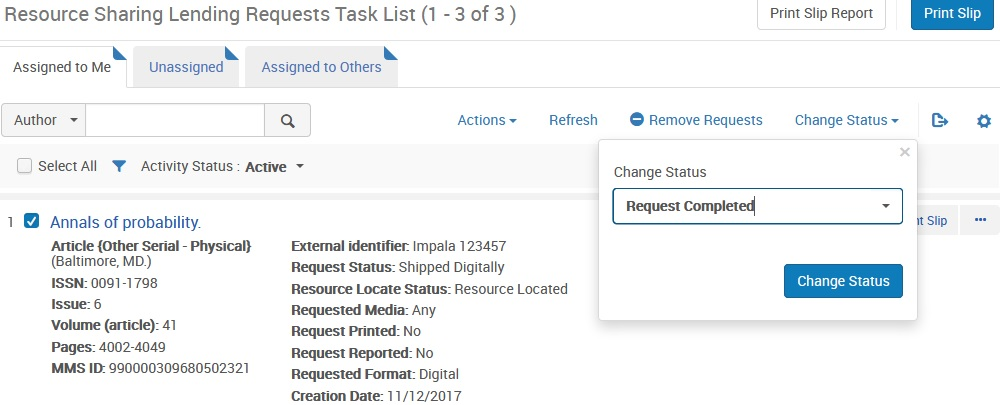 Resource Sharing Lending Requests Task List (1 - 3 of 3 )
Print Slip Report
Print Slip
Assigned to Me
Unassigned
Assigned to Others
Author
Actions
Refresh
Remove Requests
Change Status
Select All
Activity Status : Active
×
Change Status
Request Completed
Change Status
1
Annals of probability.
nt Slip
Article {Other Serial - Physical}
(Baltimore, MD.)
ISSN: 0091-1798
Issue: 6
Volume (article): 41
Pages: 4002-4049
MMS ID: 990000309680502321
External identifier: Impala 123457
Request Status: Shipped Digitally
Resource Locate Status: Resource Located
Requested Media: Any
Request Printed: No
Request Reported: No
Requested Format: Digital
Creation Date: 11/12/2017